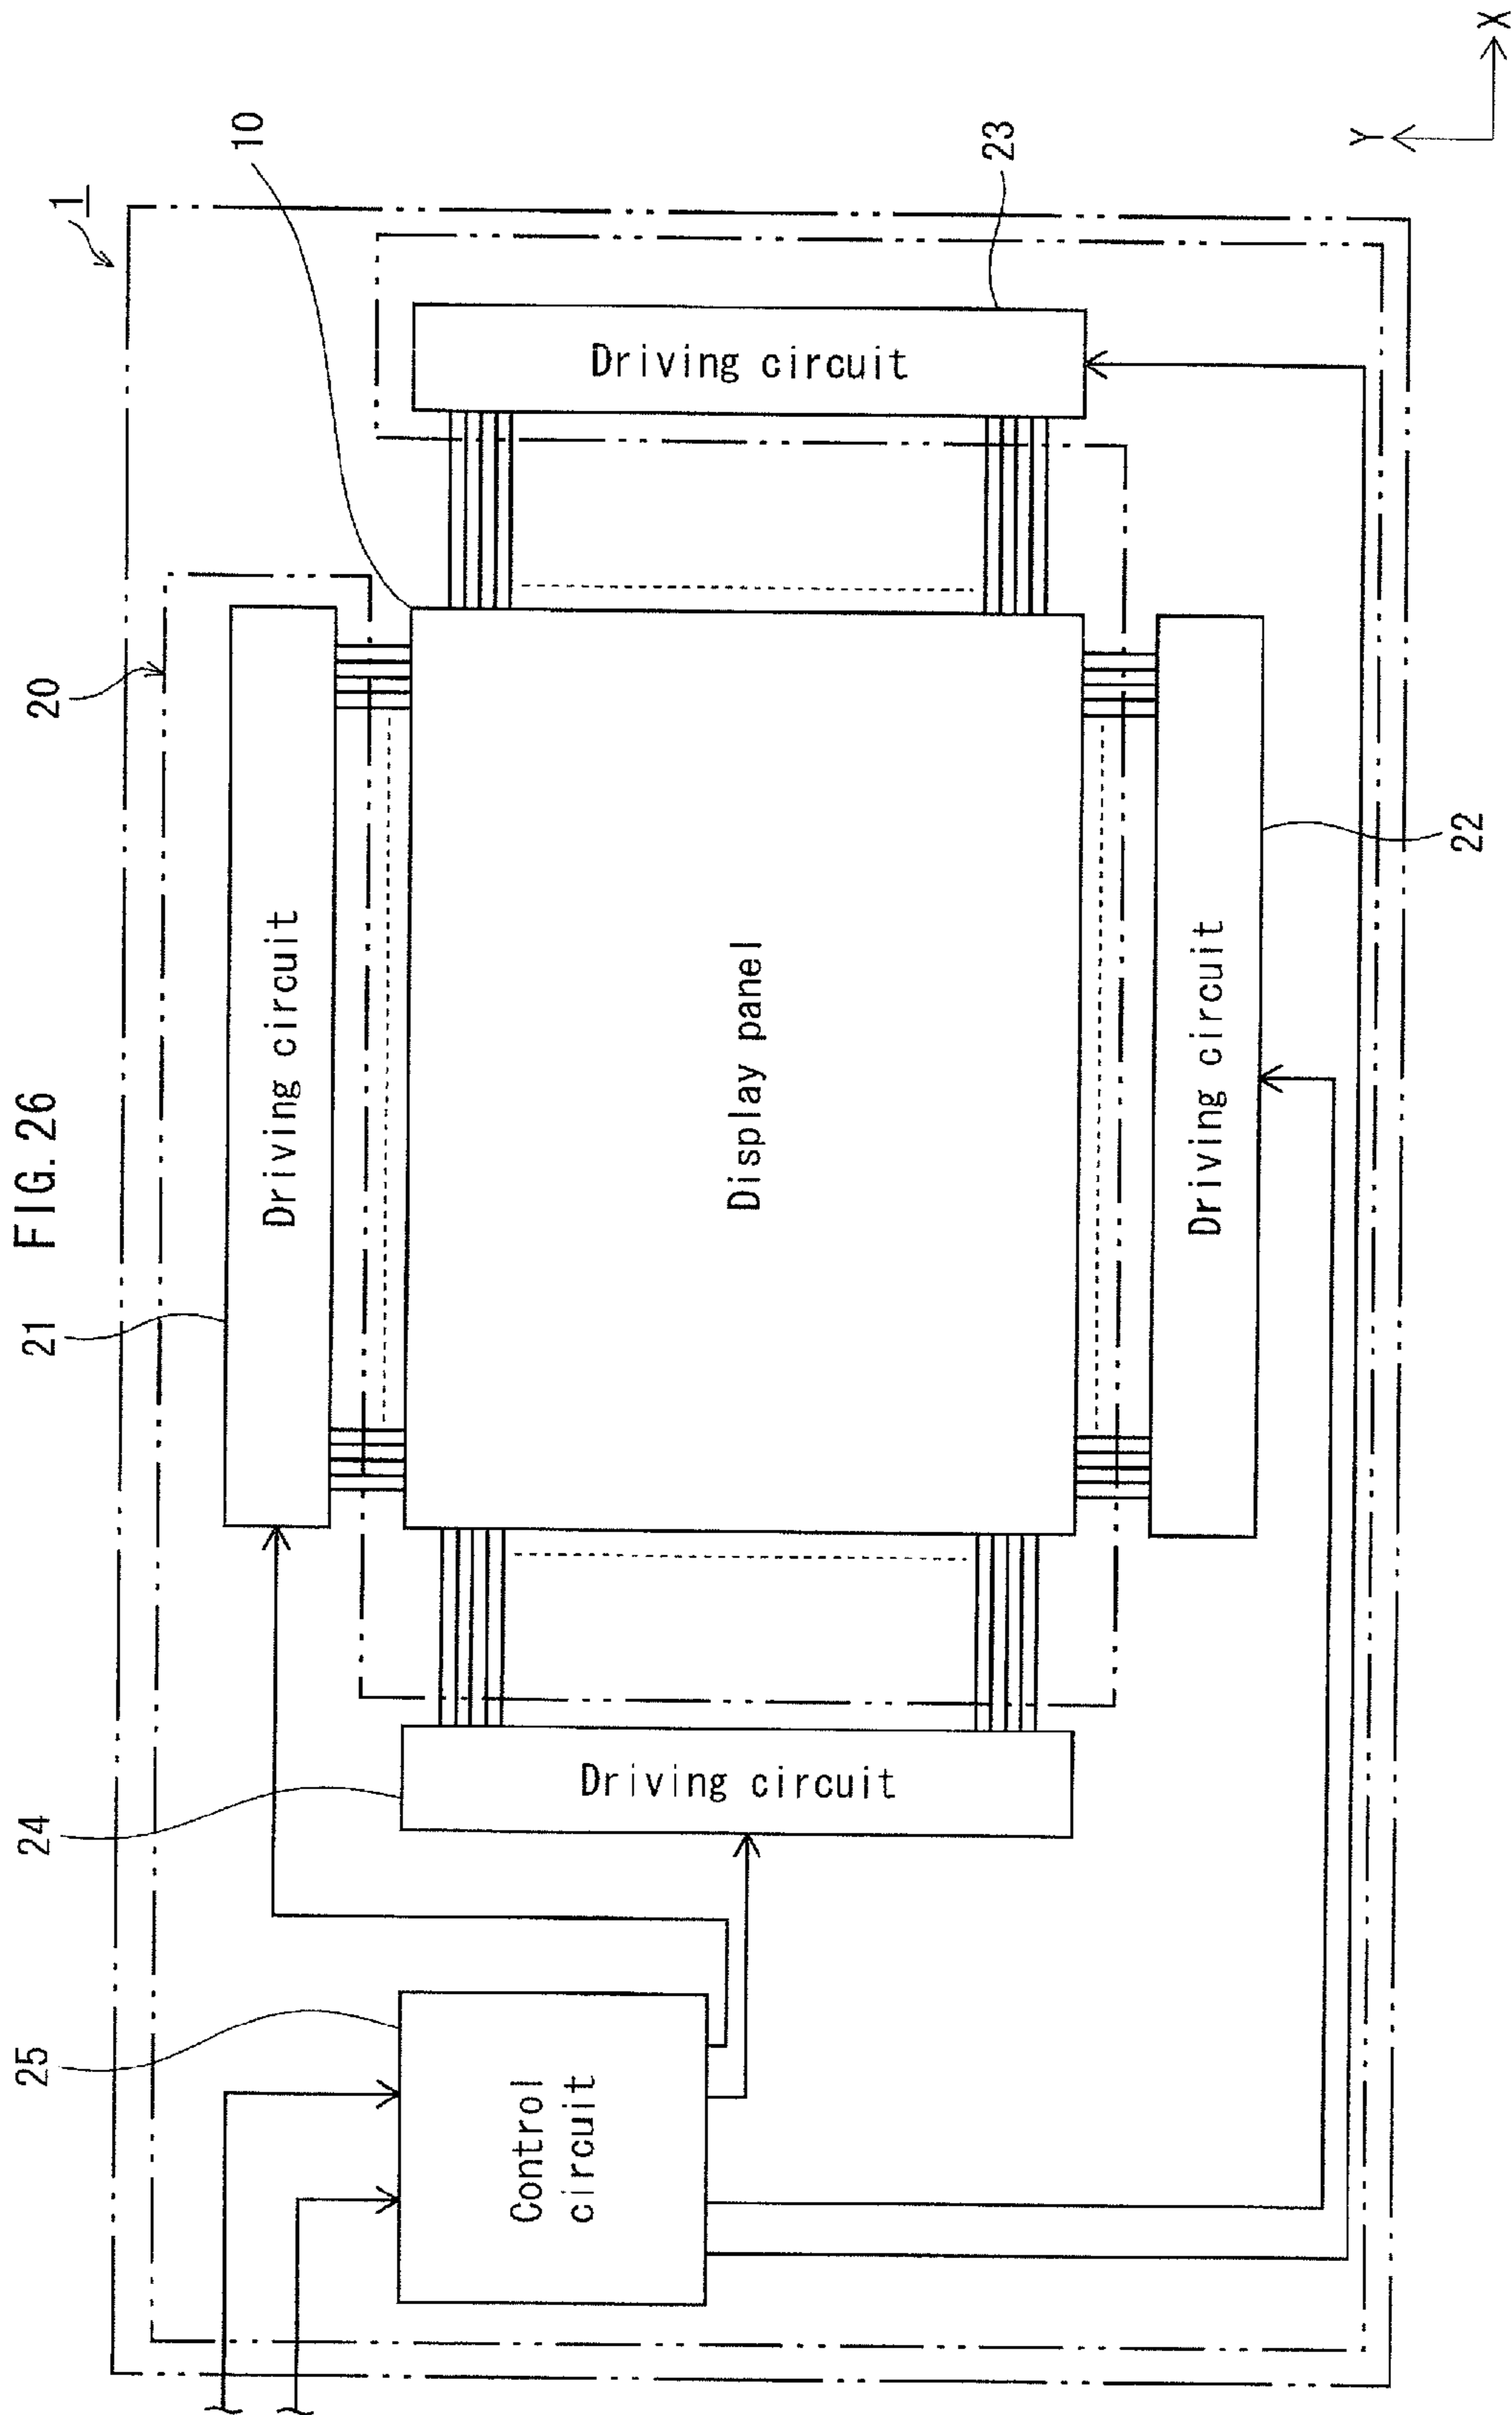 FIG. 26
1
10
20
21
Driving circuit
23
Driving circuit
Display panel
24
Driving circuit
22
Driving circuit
25
Control
circuit
Y
X